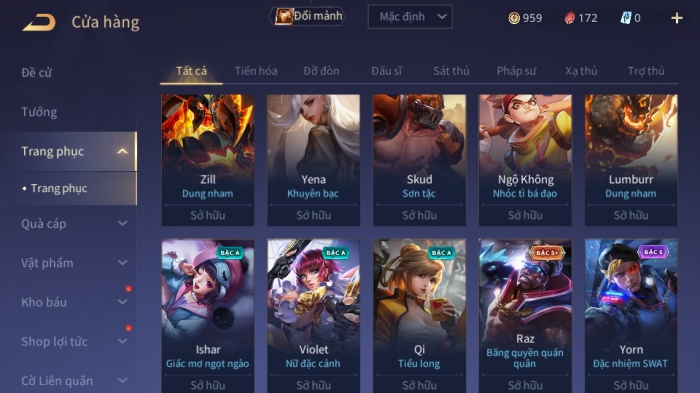 Cửa hàng
Đổi mảnh
Mặc định
959
172
0
Đề cử
Tướng
Trang phục
Trang phục
Quà cáp
Vật phẩm
Kho báu
Shop lợi tức
Cờ Liên quân
Tất cả Tiến hóa Đỡ đòn Đấu sĩ Sát thủ Pháp sư Xạ thủ Trợ thủ
Zill
Dung nham
Sở hữu
Yena
Khuyên bạc
Sở hữu
Skud
Sơn tặc
Sở hữu
Ngộ Không
Nhóc tì bá đạo
Sở hữu
Lumburr
Dung nham
Sở hữu
BẬC A
Ishar
Giấc mơ ngọt ngào
Sở hữu
BẬC A
Violet
Nữ đặc cảnh
Sở hữu
BẬC A
Qi
Tiểu long
Sở hữu
BẬC S+
Raz
Băng quyền quán
quân
Sở hữu
BẬC S
Yorn
Đặc nhiệm SWAT
Sở hữu